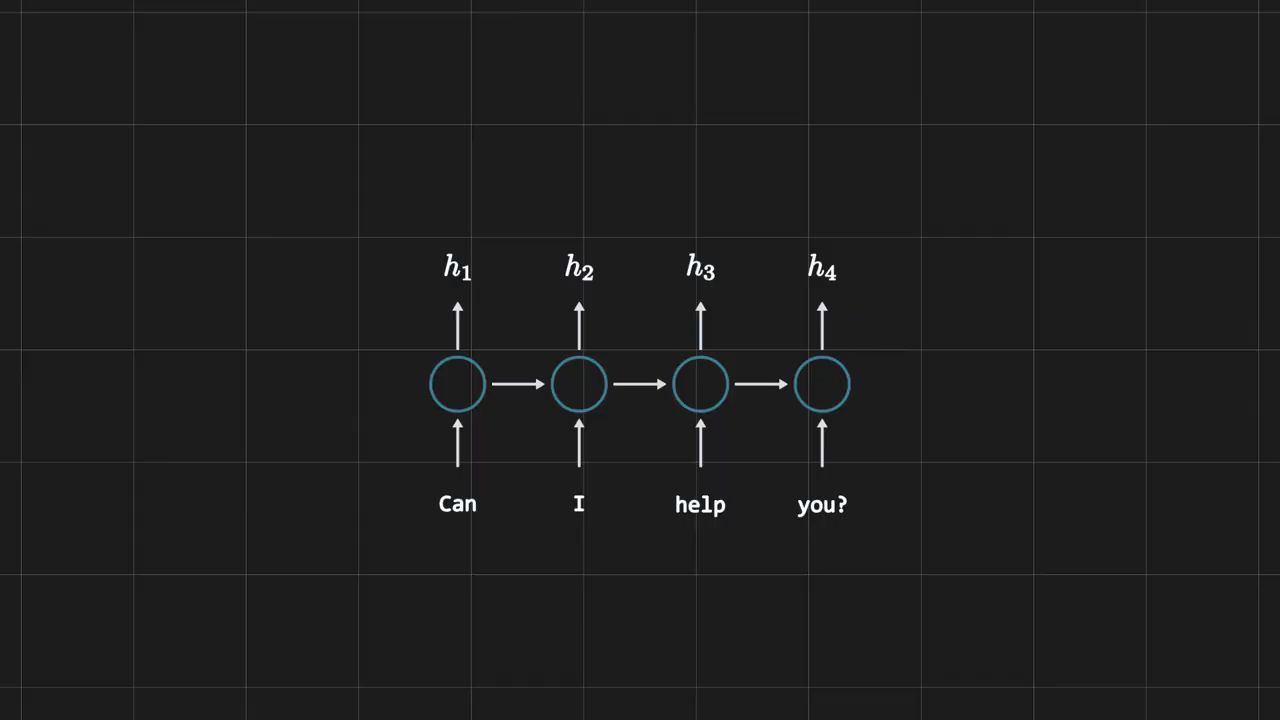 h₁ h₂ h₃ h₄
Can I help you?